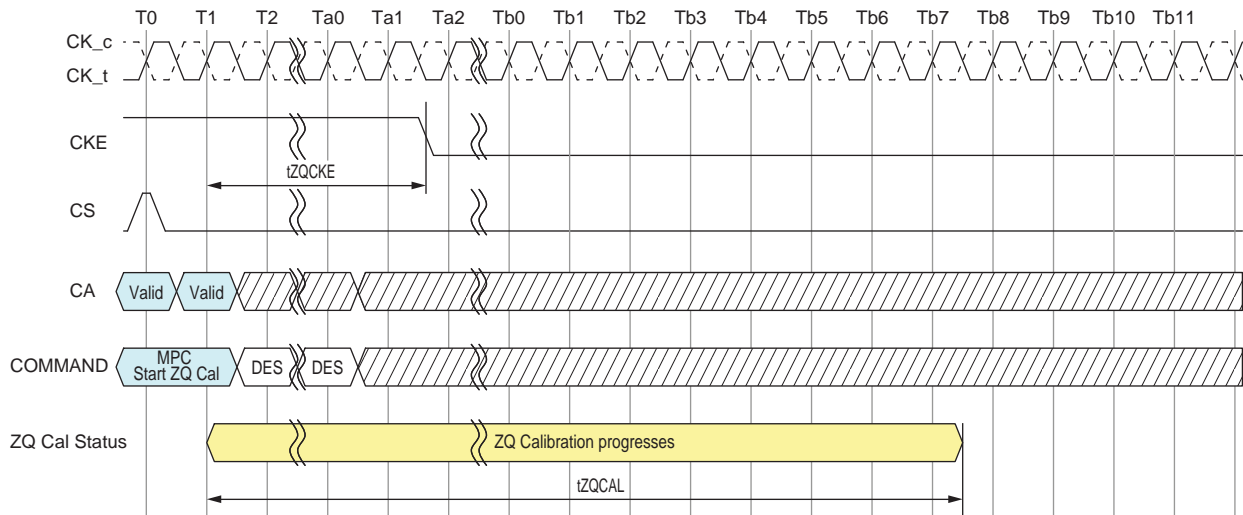 T0 T1 T2 Ta0 Ta1 Ta2 Tb0 Tb1 Tb2 Tb3 Tb4 Tb5 Tb6 Tb7 Tb8 Tb9 Tb10 Tb11
CK_c
CK_t
CKE
tZQCKE
CS
CA Valid Valid
COMMAND MPC
Start ZQ Cal DES DES
ZQ Cal Status ZQ Calibration progresses
tZQCAL